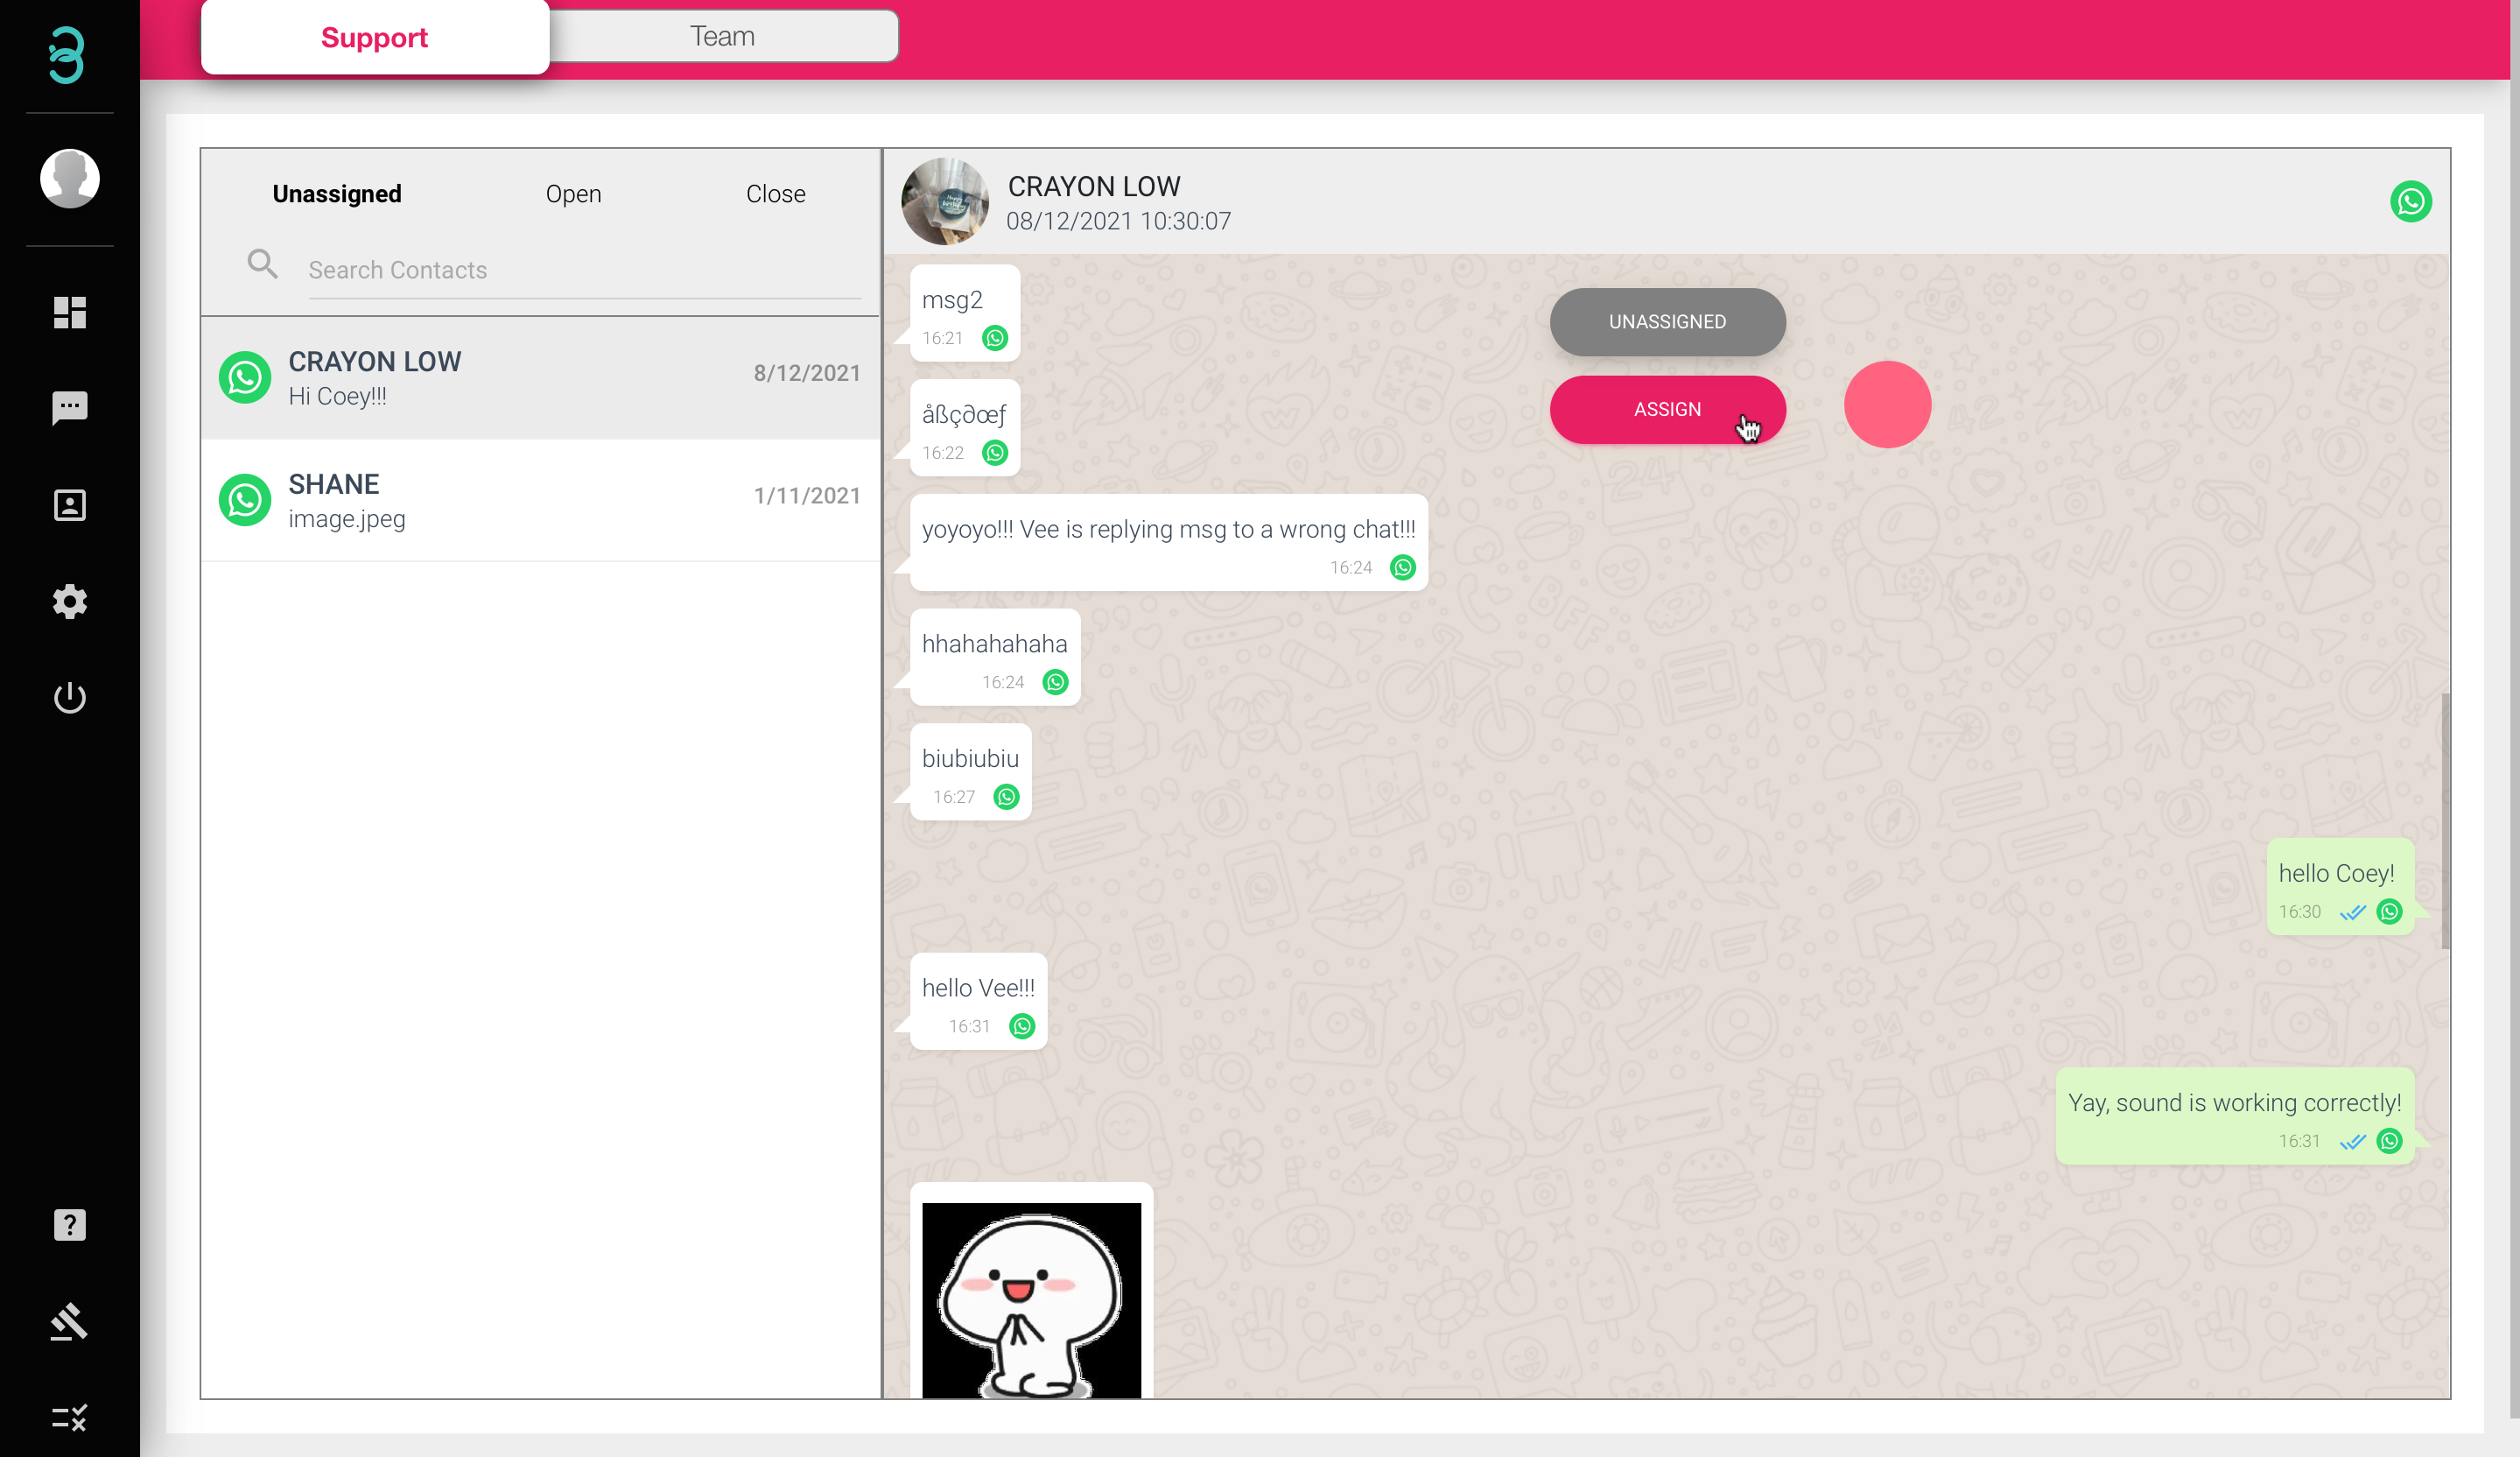 Support
Team
Unassigned
Open
Close
Search Contacts
CRAYON LOW
8/12/2021
Hi Coey!!!
SHANE
1/11/2021
image.jpeg
CRAYON LOW
08/12/2021 10:30:07
UNASSIGNED
ASSIGN
msg2
16:21
åßç∂œƒ
16:22
yoyoyo!!! Vee is replying msg to a wrong chat!!!
16:24
hhahahahaha
16:24
biubiubiu
16:27
hello Coey!
16:30
hello Vee!!!
16:31
Yay, sound is working correctly!
16:31